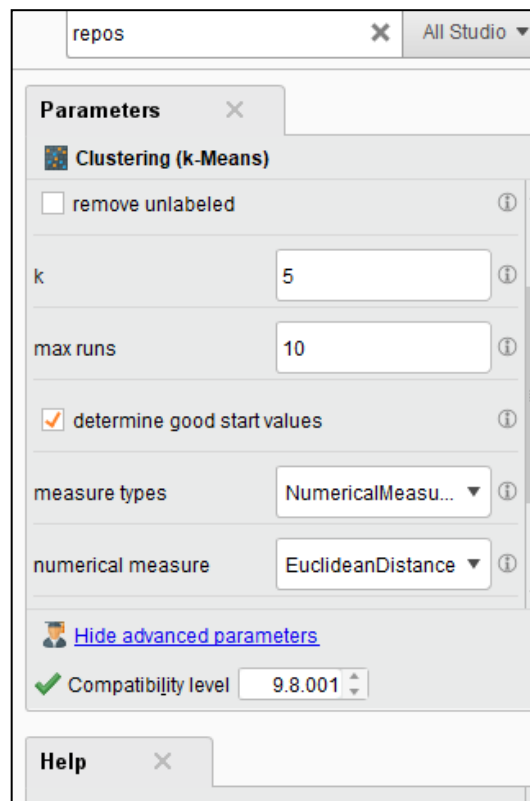 repos
All Studio
Parameters
Clustering (k-Means)
remove unlabeled
k 5
max runs 10
determine good start values
measure types NumericalMeasu...
numerical measure EuclideanDistance
Hide advanced parameters
Compatibility level 9.8.001
Help